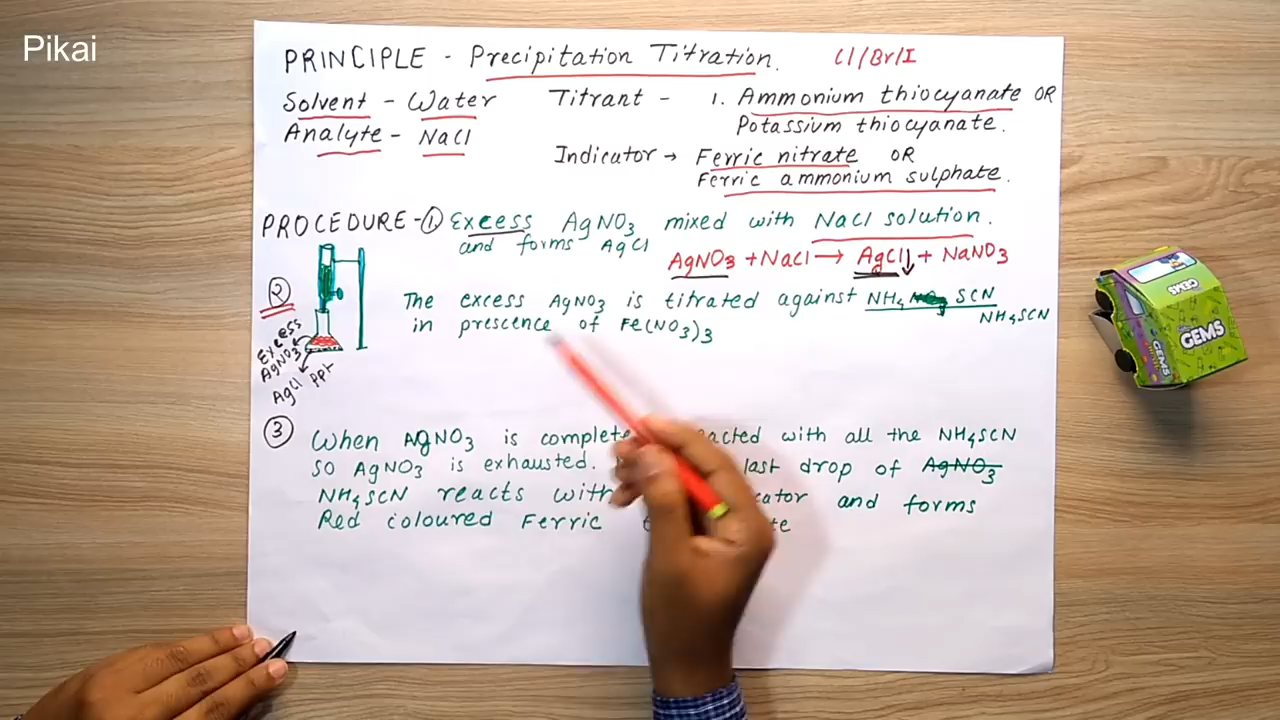 Pikai
PRINCIPLE - Precipitation Titration. Cl/Br/I
Solvent - Water Titrant - 1. Ammonium thiocyanate OR
Analyte - NaCl Potassium thiocyanate.
Indicator → Ferric nitrate OR
Ferric ammonium sulphate.
PROCEDURE - ① Excess AgNO3 mixed with NaCl solution.
and forms AgCl
AgNO3 + NaCl → AgCl↓ + NaNO3
②
The excess AgNO3 is titrated against NH4 SCN
NH4SCN
in prescence of Fe(NO3)3
Excess
AgNO3
AgCl ppt
③ When AgNO3 is complete acted with all the NH4SCN
so AgNO3 is exhausted. last drop of AgNO3
NH4SCN reacts with cator and forms
Red coloured Ferric t te
GEMS
GEMS
GEMS